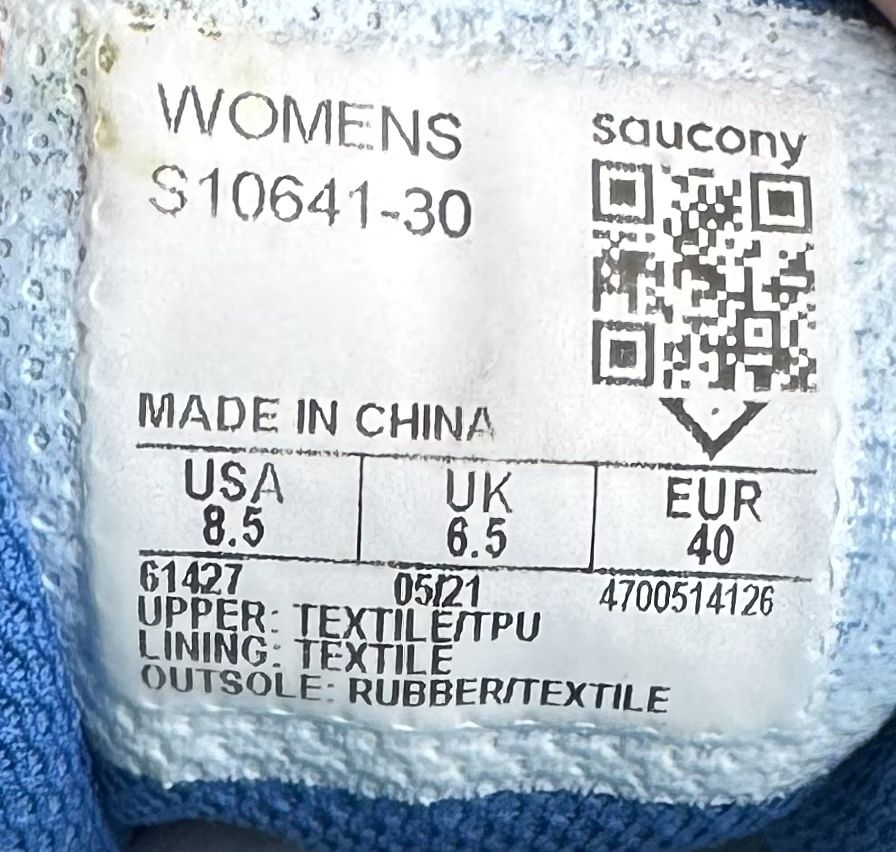 WOMENS
S10641-30
saucony
MADE IN CHINA
USA UK EUR
8.5 6.5 40
61427 05/21 4700514126
UPPER: TEXTILE/TPU
LINING: TEXTILE
OUTSOLE: RUBBER/TEXTILE